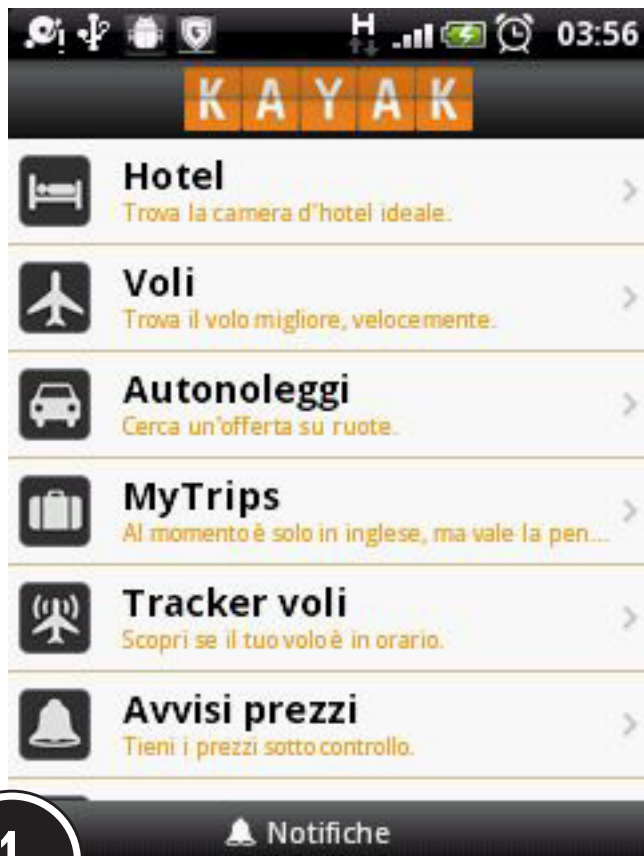 H 03:56
KAYAK
Hotel
Trova la camera d'hotel ideale.
Voli
Trova il volo migliore, velocemente.
Autonoleggi
Cerca un'offerta su ruote.
MyTrips
Al momento è solo in inglese, ma vale la pen...
Tracker voli
Scopri se il tuo volo è in orario.
Avvisi prezzi
Tieni i prezzi sotto controllo.
Notifiche
1